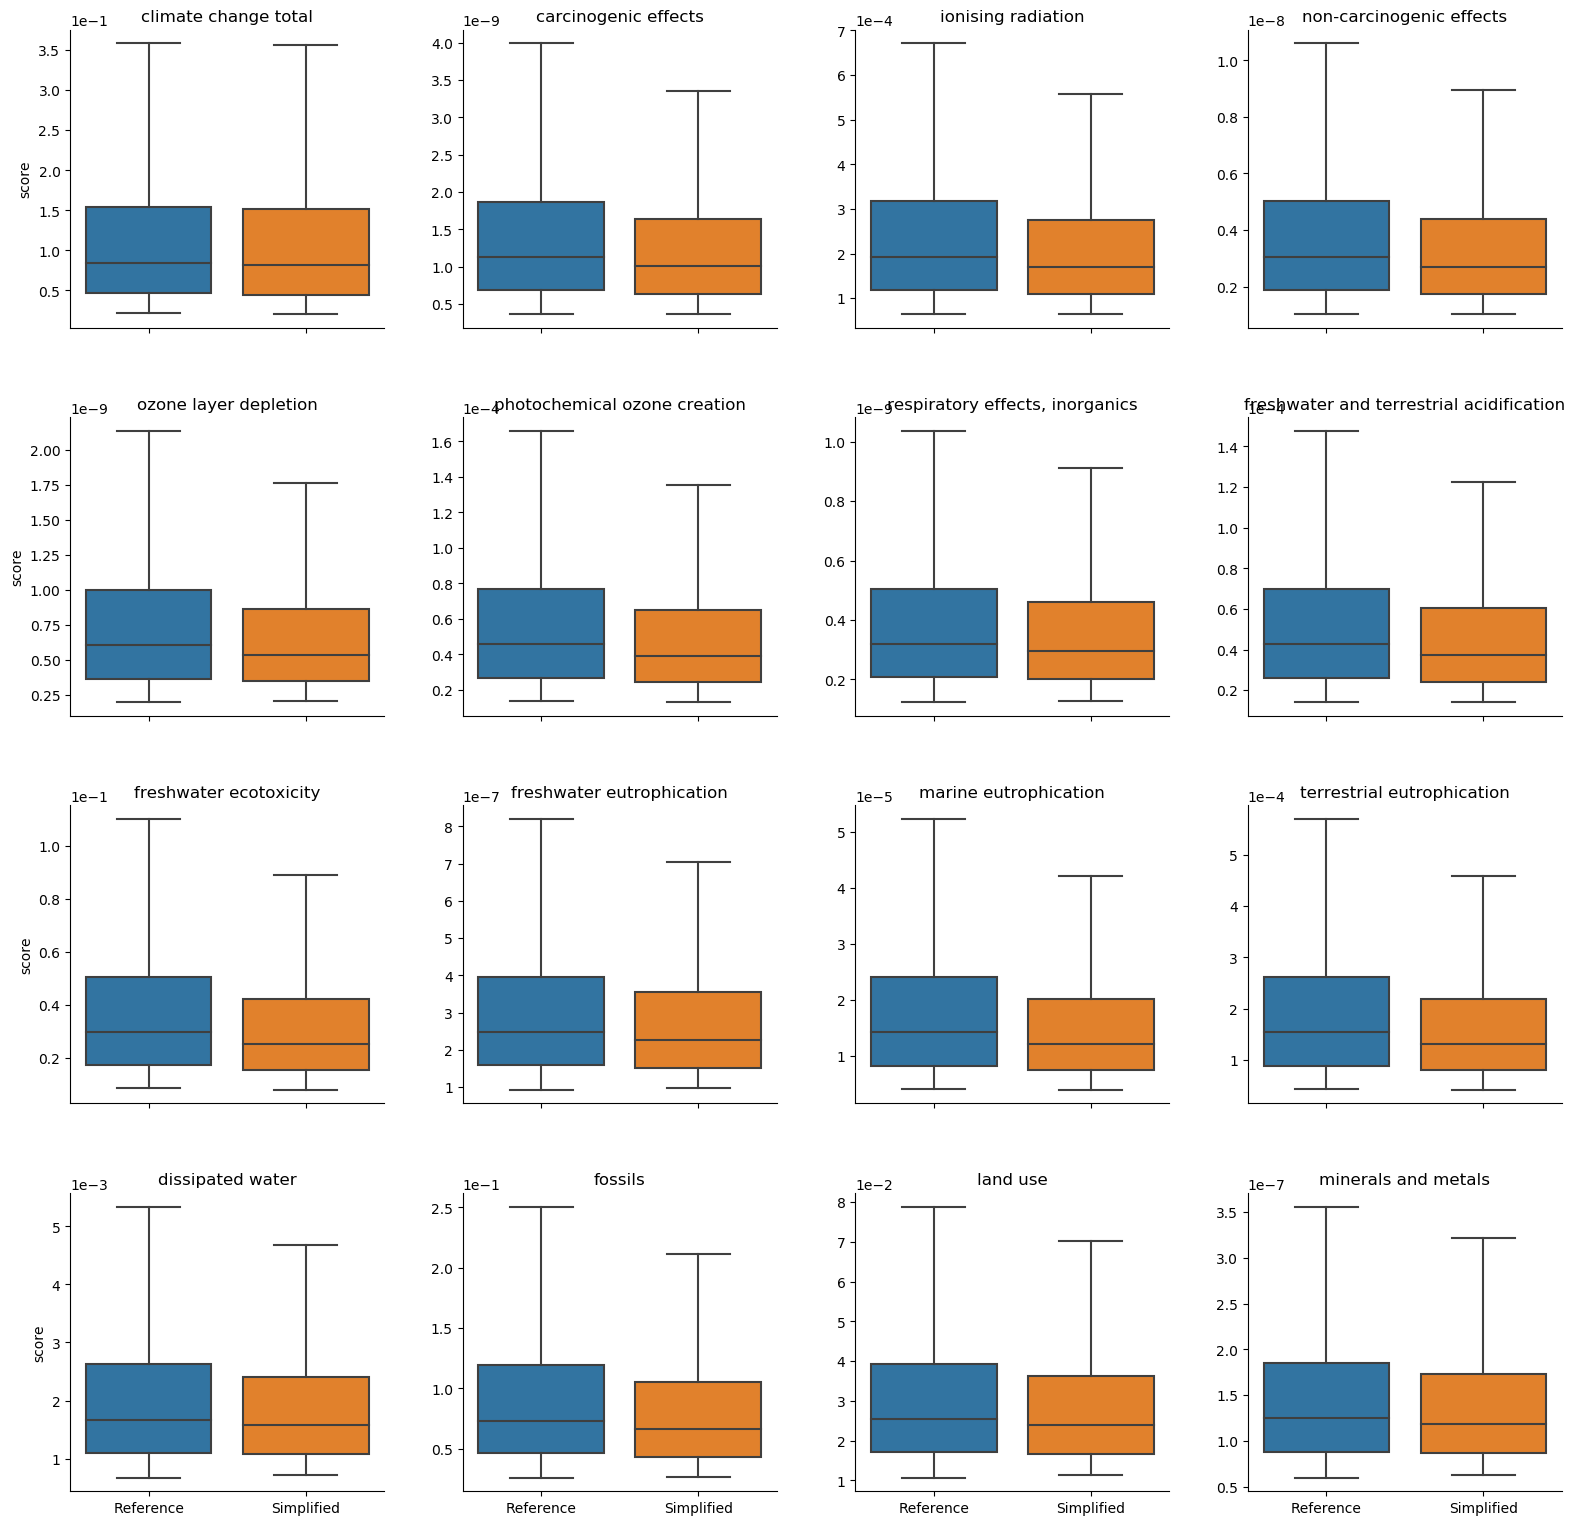 climate change total
1e−1
3.5
3.0
2.5
2.0
1.5
1.0
0.5
score
carcinogenic effects
1e−9
4.0
3.5
3.0
2.5
2.0
1.5
1.0
0.5
ionising radiation
1e−4
7
6
5
4
3
2
1
non-carcinogenic effects
1e−8
1.0
0.8
0.6
0.4
0.2
ozone layer depletion
1e−9
2.00
1.75
1.50
1.25
1.00
0.75
0.50
0.25
score
photochemical ozone creation
1e−4
1.6
1.4
1.2
1.0
0.8
0.6
0.4
0.2
respiratory effects, inorganics
1e−9
1.0
0.8
0.6
0.4
0.2
freshwater and terrestrial acidification
1e−4
1.4
1.2
1.0
0.8
0.6
0.4
0.2
freshwater ecotoxicity
1e−1
1.0
0.8
0.6
0.4
0.2
score
freshwater eutrophication
1e−7
8
7
6
5
4
3
2
1
marine eutrophication
1e−5
5
4
3
2
1
terrestrial eutrophication
1e−4
5
4
3
2
1
dissipated water
1e−3
5
4
3
2
1
score
Reference
Simplified
fossils
1e−1
2.5
2.0
1.5
1.0
0.5
Reference
Simplified
land use
1e−2
8
7
6
5
4
3
2
1
Reference
Simplified
minerals and metals
1e−7
3.5
3.0
2.5
2.0
1.5
1.0
0.5
Reference
Simplified